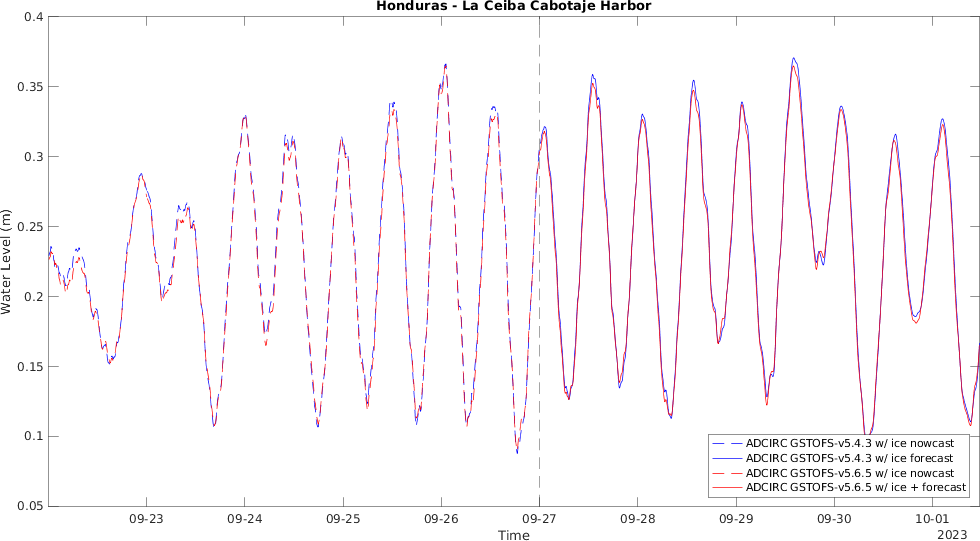 Honduras - La Ceiba Cabotaje Harbor
0.4
0.35
0.3
0.25
0.2
0.15
0.1
0.05
Water Level (m)
ADCIRC GSTOFS-v5.4.3 w/ ice nowcast
ADCIRC GSTOFS-v5.4.3 w/ ice forecast
ADCIRC GSTOFS-v5.6.5 w/ ice nowcast
ADCIRC GSTOFS-v5.6.5 w/ ice + forecast
09-23 09-24 09-25 09-26 09-27 09-28 09-29 09-30 10-01
Time
2023